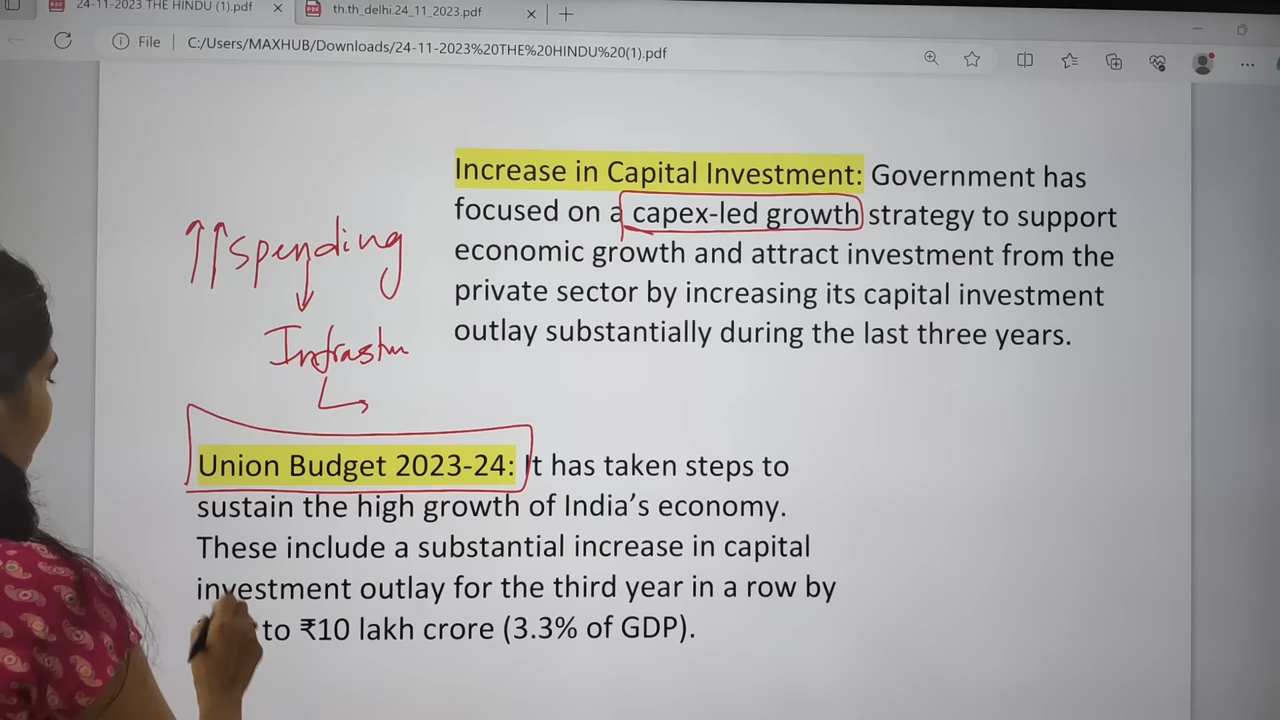 24-11-2023 THE HINDU (1).pdf
th.th_delhi.24_11_2023.pdf
File
C:/Users/MAXHUB/Downloads/24-11-2023%20THE%20HINDU%20(1).pdf
Increase in Capital Investment: Government has
focused on a capex-led growth strategy to support
economic growth and attract investment from the
private sector by increasing its capital investment
outlay substantially during the last three years.
↑↑ spending
↓
Infrastru
Union Budget 2023-24: It has taken steps to
sustain the high growth of India's economy.
These include a substantial increase in capital
investment outlay for the third year in a row by
to ₹10 lakh crore (3.3% of GDP).